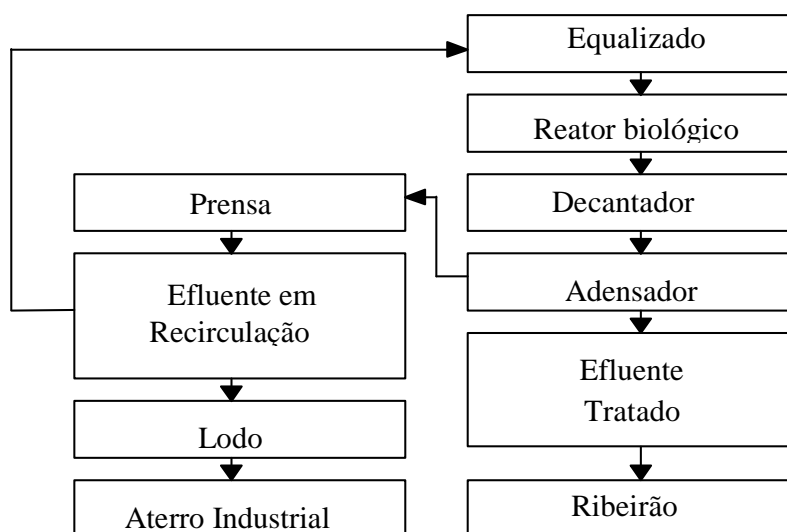 Equalizado
Reator biológico
Decantador
Adensador
Efluente
Tratado
Ribeirão
Prensa
Efluente em
Recirculação
Lodo
Aterro Industrial